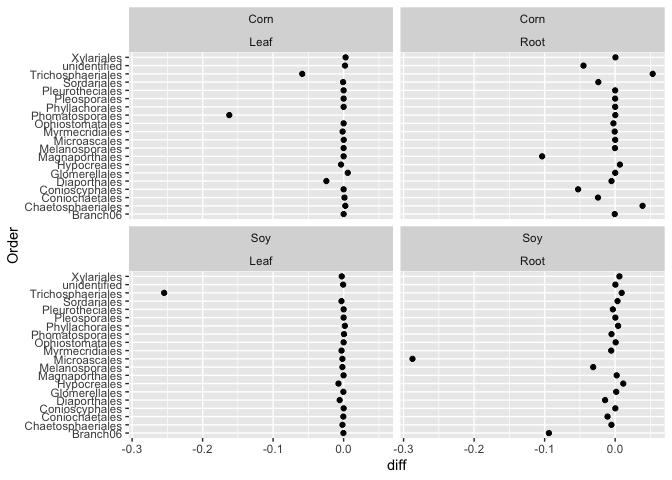 Corn
Leaf
Corn
Root
Xylariales
unidentified
Trichosphaeriales
Sordariales
Pleurotheciales
Pleosporales
Phyllachorales
Phomatosporales
Ophiostomatales
Myrmecridiales
Microascales
Melanosporales
Magnaporthales
Hypocreales
Glomerellales
Diaporthales
Conioscyphales
Coniochaetales
Chaetosphaeriales
Branch06
Order
Soy
Leaf
Soy
Root
Xylariales
unidentified
Trichosphaeriales
Sordariales
Pleurotheciales
Pleosporales
Phyllachorales
Phomatosporales
Ophiostomatales
Myrmecridiales
Microascales
Melanosporales
Magnaporthales
Hypocreales
Glomerellales
Diaporthales
Conioscyphales
Coniochaetales
Chaetosphaeriales
Branch06
-0.3 -0.2 -0.1 0.0 -0.3 -0.2 -0.1 0.0
diff